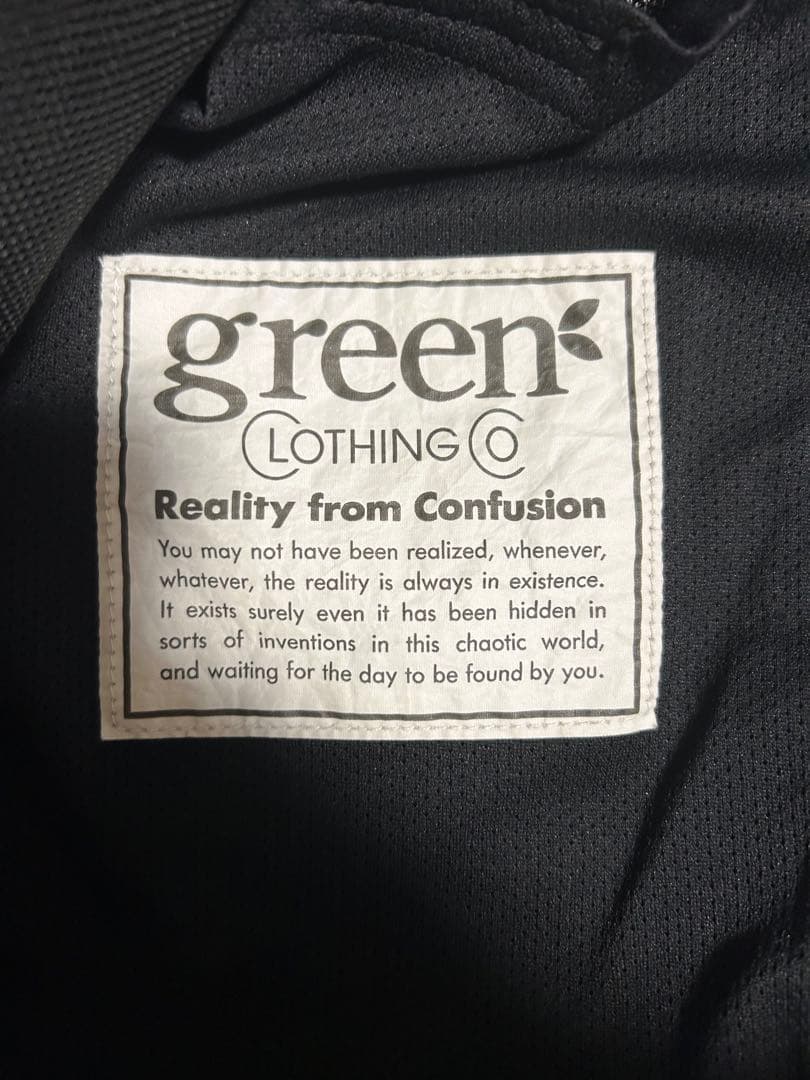 green
CLOTHING CO
Reality from Confusion
You may not have been realized, whenever,
whatever, the reality is always in existence.
It exists surely even it has been hidden in
sorts of inventions in this chaotic world,
and waiting for the day to be found by you.